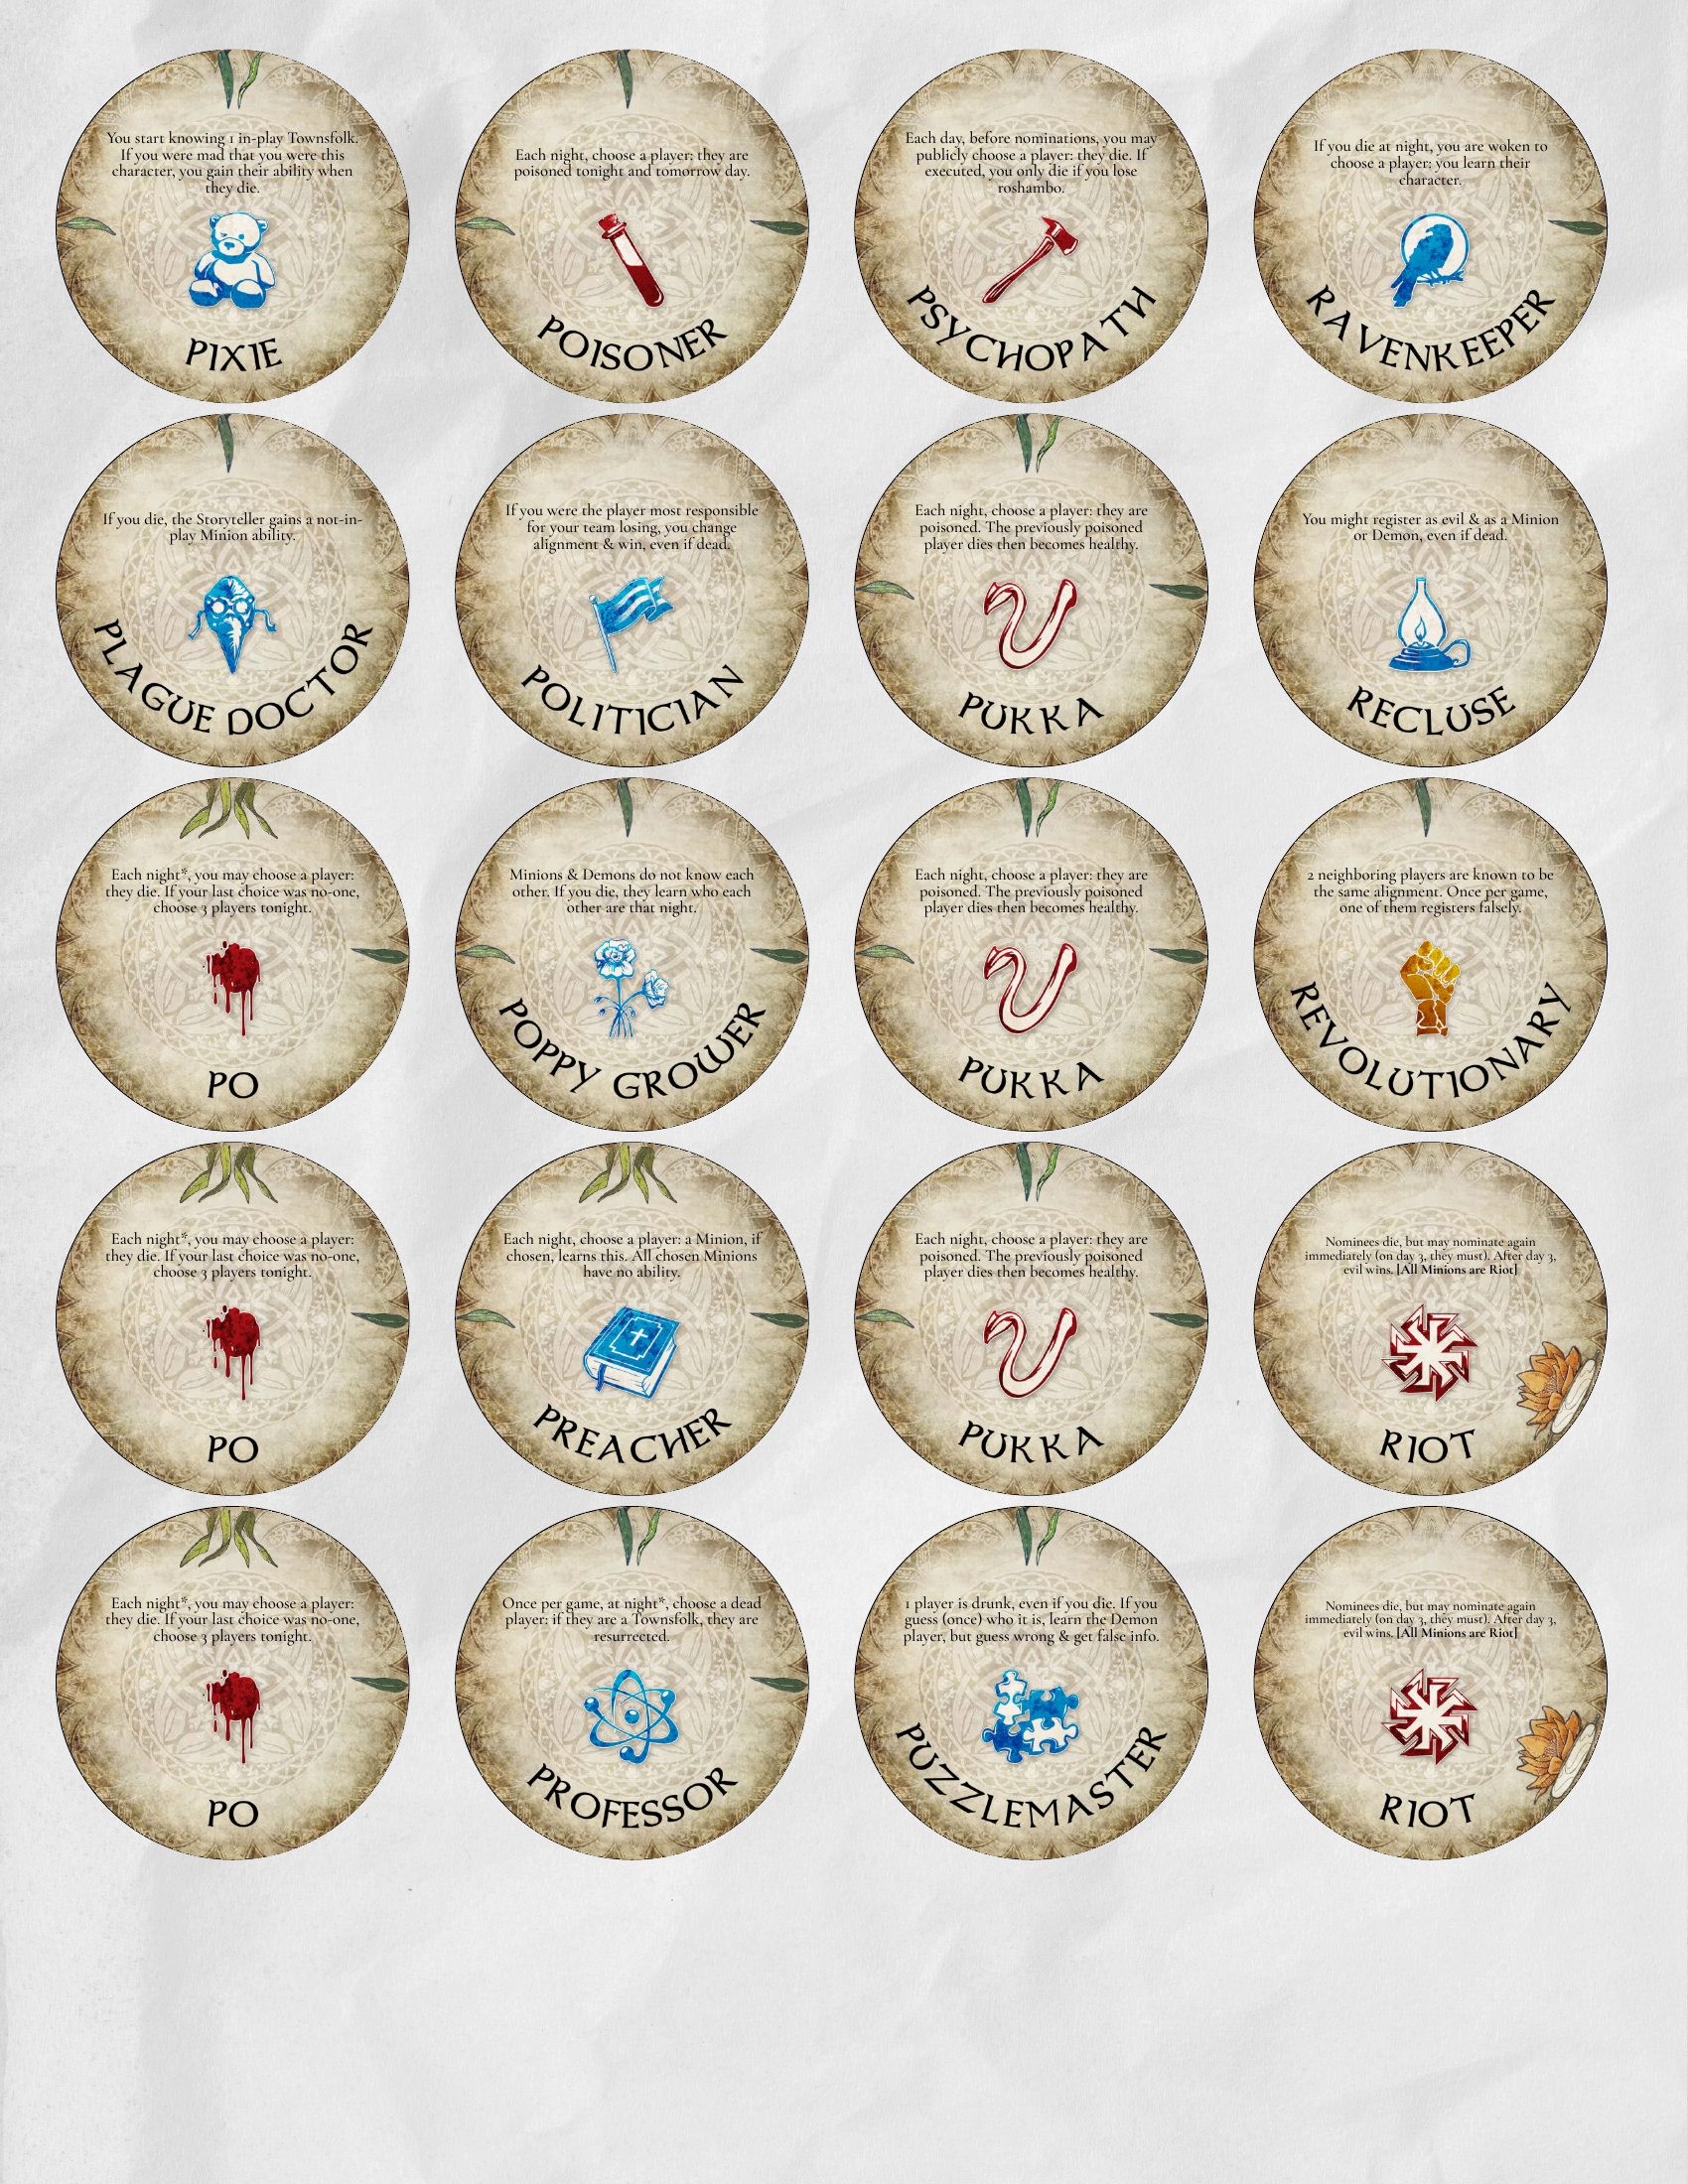 You start knowing 1 in-play Townsfolk.
If you were mad that you were this
character, you gain their ability when
they die.
PIXIE
Each night, choose a player: they are
poisoned tonight and tomorrow day.
POISONER
Each day, before nominations, you may
publicly choose a player: they die. If
executed, you only die if you lose
roshambo.
PSYCHOPATH
If you die at night, you are woken to
choose a player: you learn their
character.
RAVENKEEPER
If you die, the Storyteller gains a not-in-
play Minion ability.
PLAGUE DOCTOR
If you were the player most responsible
for your team losing, you change
alignment & win, even if dead.
POLITICIAN
Each night, choose a player: they are
poisoned. The previously poisoned
player dies then becomes healthy.
PUKKA
You might register as evil & as a Minion
or Demon, even if dead.
RECLUSE
Each night*, you may choose a player:
they die. If your last choice was no-one,
choose 3 players tonight.
PO
Minions & Demons do not know each
other. If you die, they learn who each
other are that night.
POPPY GROWER
Each night, choose a player: they are
poisoned. The previously poisoned
player dies then becomes healthy.
PUKKA
2 neighboring players are known to be
the same alignment. Once per game,
one of them registers falsely.
REVOLUTIONARY
Each night*, you may choose a player:
they die. If your last choice was no-one,
choose 3 players tonight.
PO
Each night, choose a player: a Minion, if
chosen, learns this. All chosen Minions
have no ability.
PREACHER
Each night, choose a player: they are
poisoned. The previously poisoned
player dies then becomes healthy.
PUKKA
Nominees die, but may nominate again
immediately (on day 3, they must). After day 3,
evil wins. [All Minions are Riot]
RIOT
Each night*, you may choose a player:
they die. If your last choice was no-one,
choose 3 players tonight.
PO
Once per game, at night*, choose a dead
player: if they are a Townsfolk, they are
resurrected.
PROFESSOR
1 player is drunk, even if you die. If you
guess (once) who it is, learn the Demon
player, but guess wrong & get false info.
PUZZLEMASTER
Nominees die, but may nominate again
immediately (on day 3, they must). After day 3,
evil wins. [All Minions are Riot]
RIOT